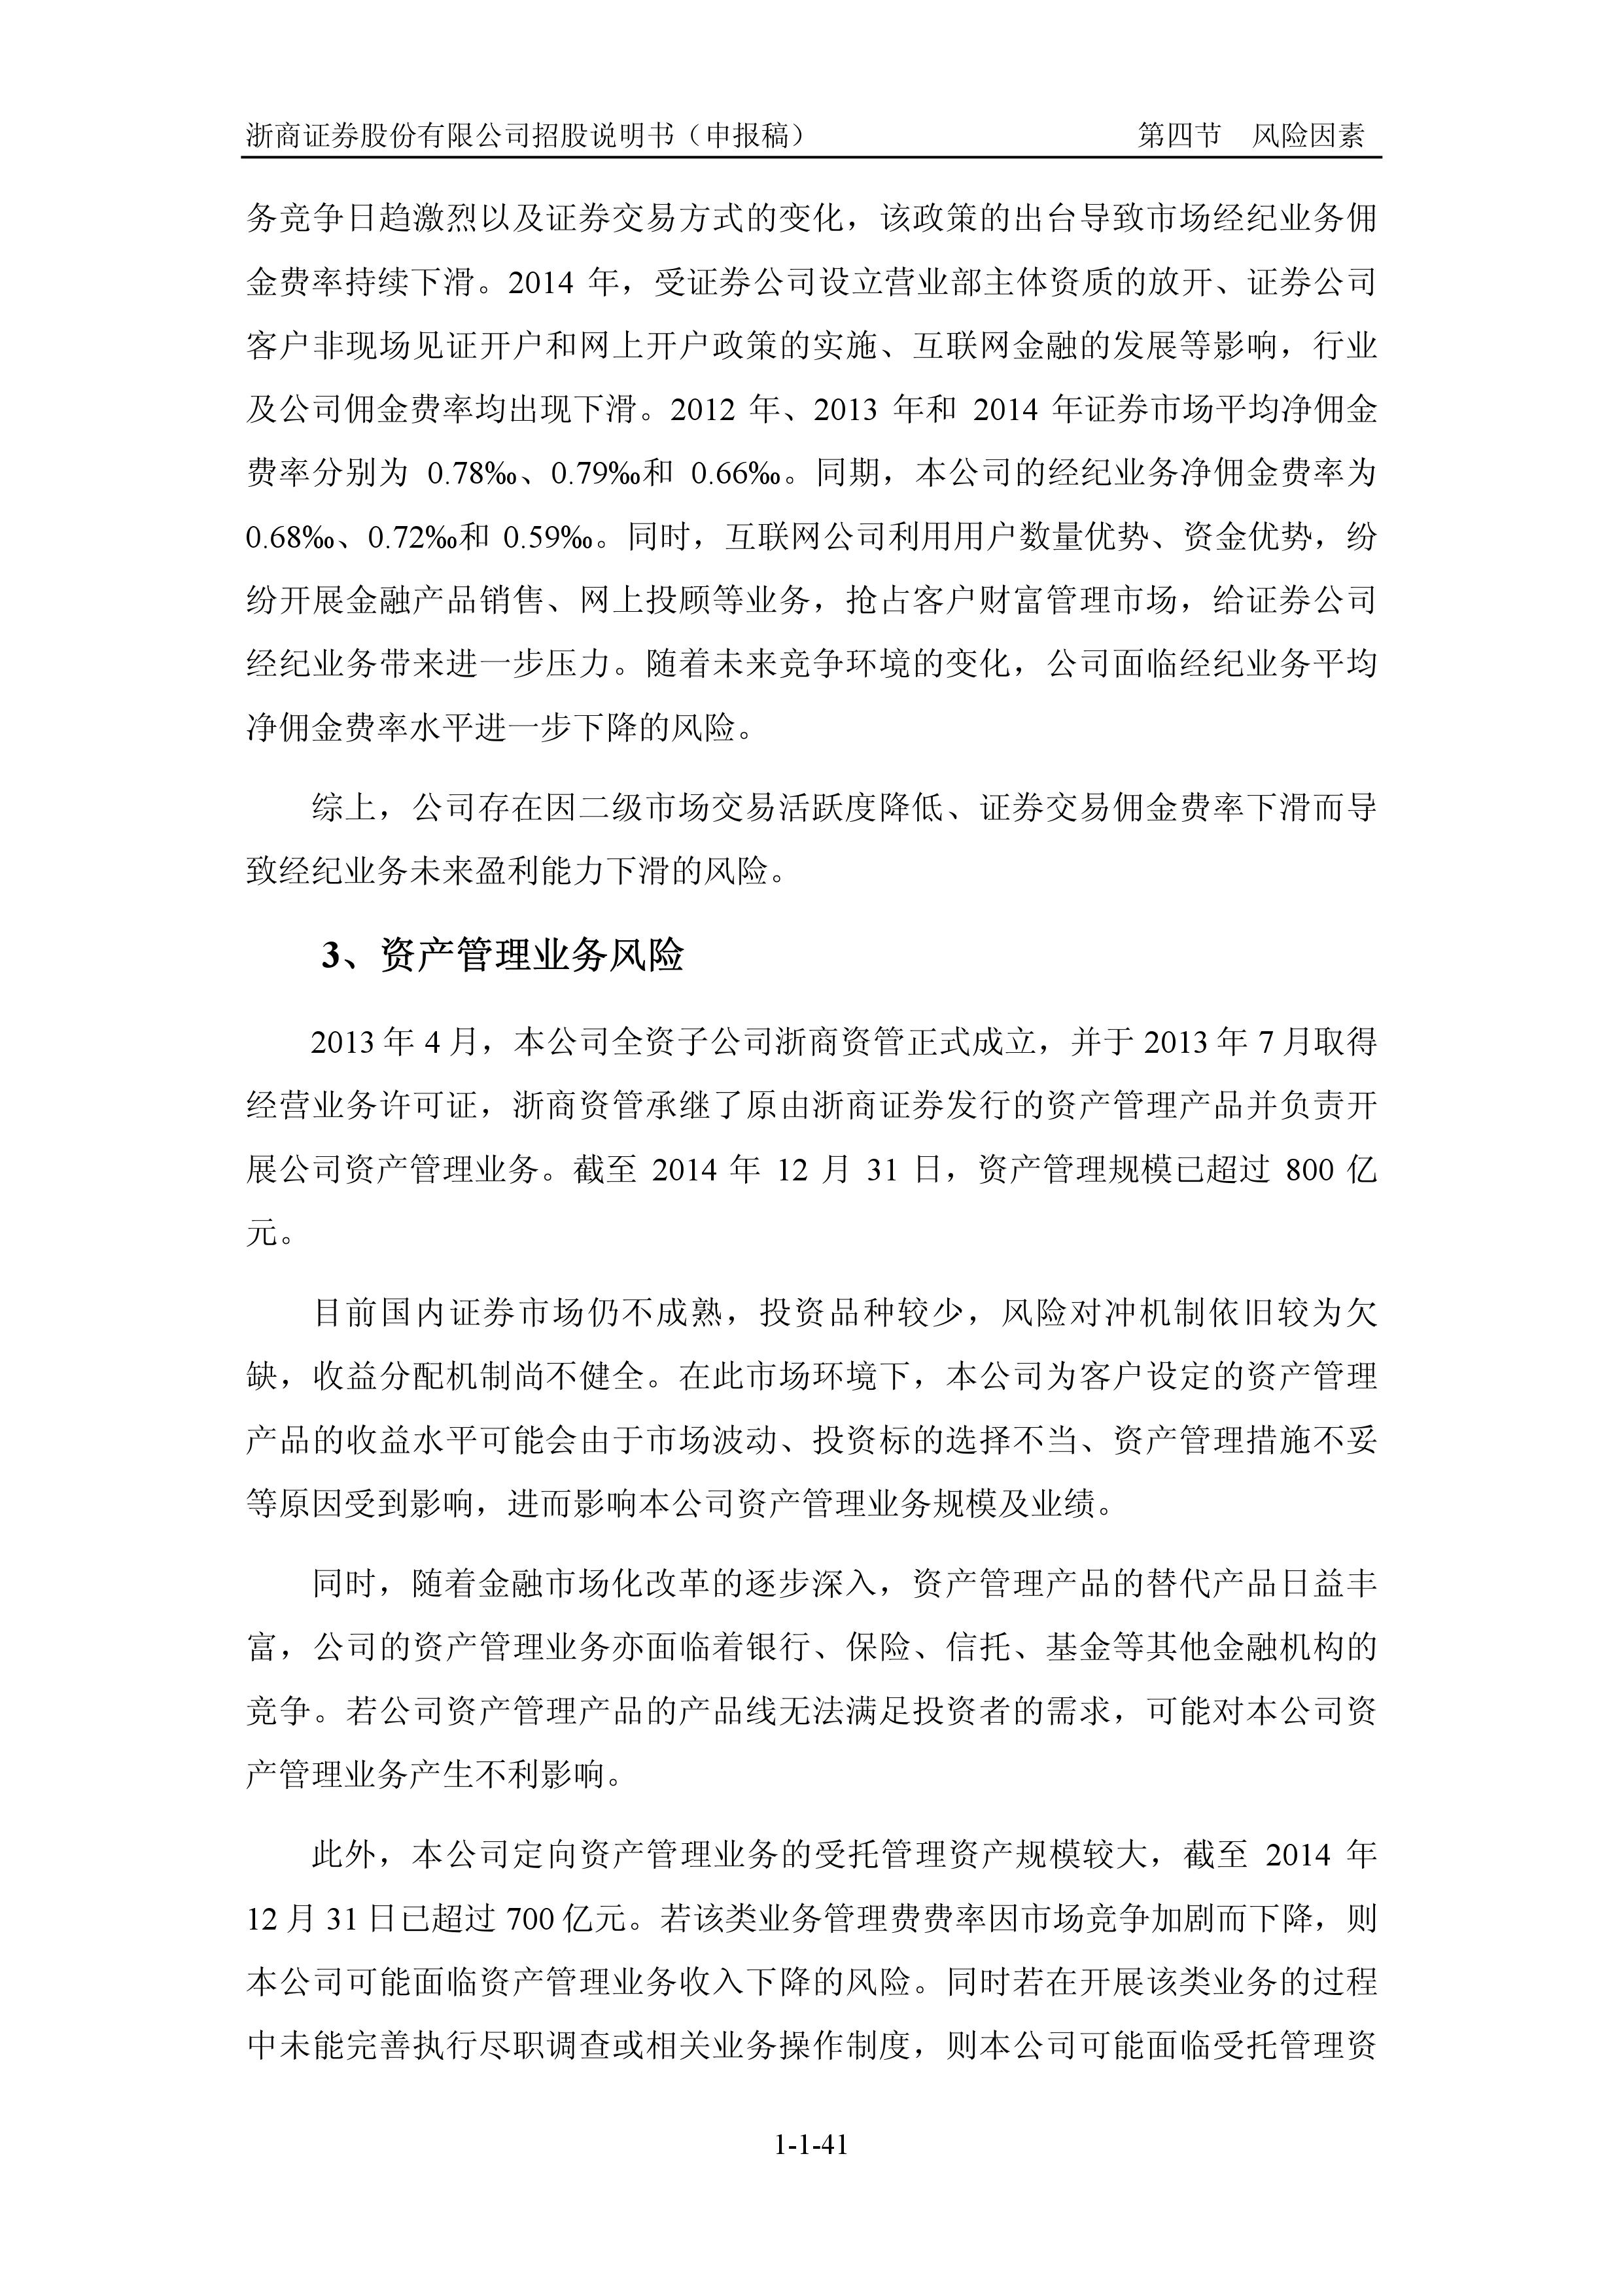 浙商证券股份有限公司招股说明书（申报稿） 第四节 风险因素
务竞争日趋激烈以及证券交易方式的变化，该政策的出台导致市场经纪业务佣
金费率持续下滑。2014 年，受证券公司设立营业部主体资质的放开、证券公司
客户非现场见证开户和网上开户政策的实施、互联网金融的发展等影响，行业
及公司佣金费率均出现下滑。2012 年、2013 年和 2014 年证券市场平均净佣金
费率分别为 0.78‰、0.79‰和 0.66‰。同期，本公司的经纪业务净佣金费率为
0.68‰、0.72‰和 0.59‰。同时，互联网公司利用用户数量优势、资金优势，纷
纷开展金融产品销售、网上投顾等业务，抢占客户财富管理市场，给证券公司
经纪业务带来进一步压力。随着未来竞争环境的变化，公司面临经纪业务平均
净佣金费率水平进一步下降的风险。
综上，公司存在因二级市场交易活跃度降低、证券交易佣金费率下滑而导
致经纪业务未来盈利能力下滑的风险。
3、资产管理业务风险
2013 年 4 月，本公司全资子公司浙商资管正式成立，并于 2013 年 7 月取得
经营业务许可证，浙商资管承继了原由浙商证券发行的资产管理产品并负责开
展公司资产管理业务。截至 2014 年 12 月 31 日，资产管理规模已超过 800 亿
元。
目前国内证券市场仍不成熟，投资品种较少，风险对冲机制依旧较为欠
缺，收益分配机制尚不健全。在此市场环境下，本公司为客户设定的资产管理
产品的收益水平可能会由于市场波动、投资标的选择不当、资产管理措施不妥
等原因受到影响，进而影响本公司资产管理业务规模及业绩。
同时，随着金融市场化改革的逐步深入，资产管理产品的替代产品日益丰
富，公司的资产管理业务亦面临着银行、保险、信托、基金等其他金融机构的
竞争。若公司资产管理产品的产品线无法满足投资者的需求，可能对本公司资
产管理业务产生不利影响。
此外，本公司定向资产管理业务的受托管理资产规模较大，截至 2014 年
12 月 31 日已超过 700 亿元。若该类业务管理费费率因市场竞争加剧而下降，则
本公司可能面临资产管理业务收入下降的风险。同时若在开展该类业务的过程
中未能完善执行尽职调查或相关业务操作制度，则本公司可能面临受托管理资
1-1-41